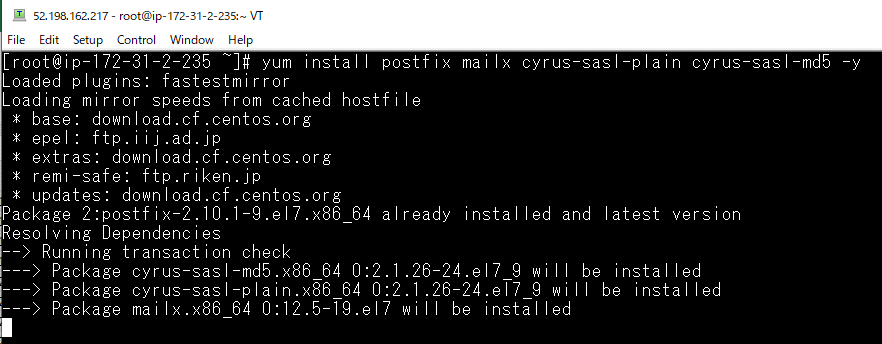 52.198.162.217 - root@ip-172-31-2-235:~ VT
File Edit Setup Control Window Help
[root@ip-172-31-2-235 ~]# yum install postfix mailx cyrus-sasl-plain cyrus-sasl-md5 -y
Loaded plugins: fastestmirror
Loading mirror speeds from cached hostfile
 * base: download.cf.centos.org
 * epel: ftp.iij.ad.jp
 * extras: download.cf.centos.org
 * remi-safe: ftp.riken.jp
 * updates: download.cf.centos.org
Package 2:postfix-2.10.1-9.el7.x86_64 already installed and latest version
Resolving Dependencies
--> Running transaction check
---> Package cyrus-sasl-md5.x86_64 0:2.1.26-24.el7_9 will be installed
---> Package cyrus-sasl-plain.x86_64 0:2.1.26-24.el7_9 will be installed
---> Package mailx.x86_64 0:12.5-19.el7 will be installed